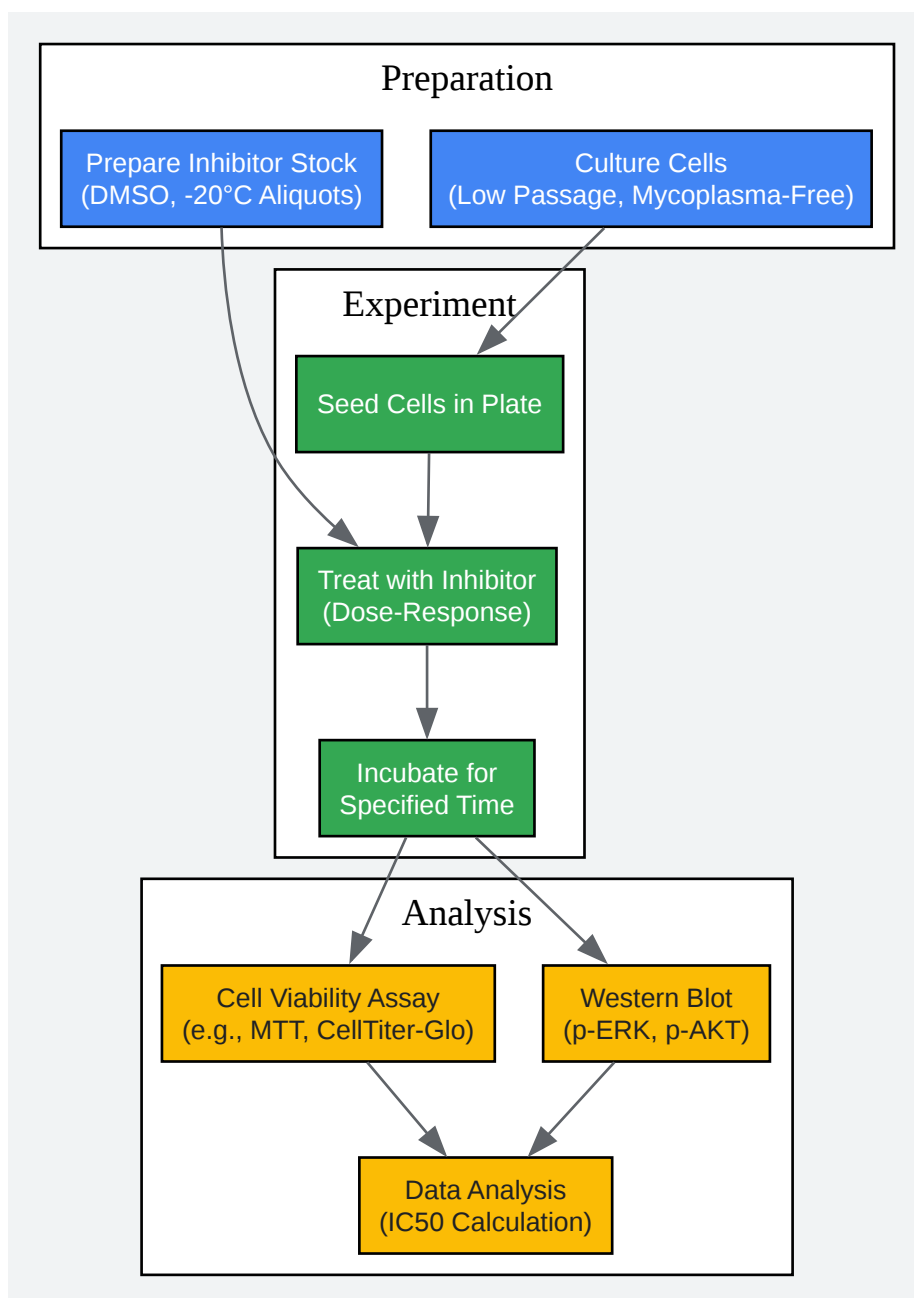 Preparation
Prepare Inhibitor Stock
(DMSO, -20°C Aliquots)
Culture Cells
(Low Passage, Mycoplasma-Free)
Experiment
Seed Cells in Plate
Treat with Inhibitor
(Dose-Response)
Incubate for
Specified Time
Analysis
Cell Viability Assay
(e.g., MTT, CellTiter-Glo)
Western Blot
(p-ERK, p-AKT)
Data Analysis
(IC50 Calculation)